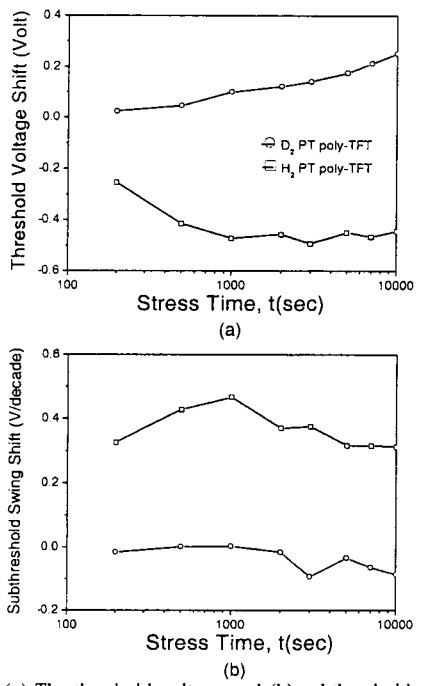 0.4
0.2
0.0
-0.2
-0.4
-0.6
Threshold Voltage Shift (Volt)
D₂ PT poly-TFT
H₂ PT poly-TFT
100
1000
10000
Stress Time, t(sec)
(a)
0.6
0.4
0.2
0.0
-0.2
Subthreshold Swing Shift (V/decade)
100
1000
10000
Stress Time, t(sec)
(b)